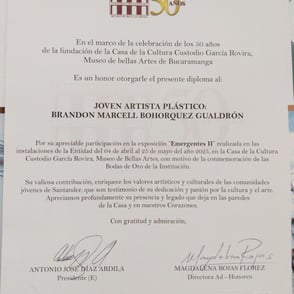 50
AÑOS
En el marco de la celebración de los 50 años
de la fundación de la Casa de la Cultura Custodio García Rovira,
Museo de bellas Artes de Bucaramanga
Es un honor otorgarle el presente diploma al:
JOVEN ARTISTA PLÁSTICO:
BRANDON MARCELL BOHORQUEZ GUALDRÓN
Por su apreciable participación en la exposición "Emergentes II" realizada en las
instalaciones de la Entidad del 04 de abril al 25 de mayo del 2025, en la Casa de la Cultura
Custodio García Rovira, Museo de Bellas Artes, con motivo de la conmemoración de las
Bodas de Oro de la Institución.
Su valiosa contribución, enriquece los valores artísticos y culturales de las comunidades
jóvenes de Santander, que son testimonio de su dedicación y pasión por la cultura y el arte.
Apreciamos profundamente su presencia y legado que deja en las paredes
de la Casa y en nuestros Corazones.
Con gratitud y admiración,
Magdalena Rojas
ANTONIO JOSÉ DÍAZ ARDILA
Presidente (E)
MAGDALENA ROJAS FLOREZ
Directora Ad - Honoren